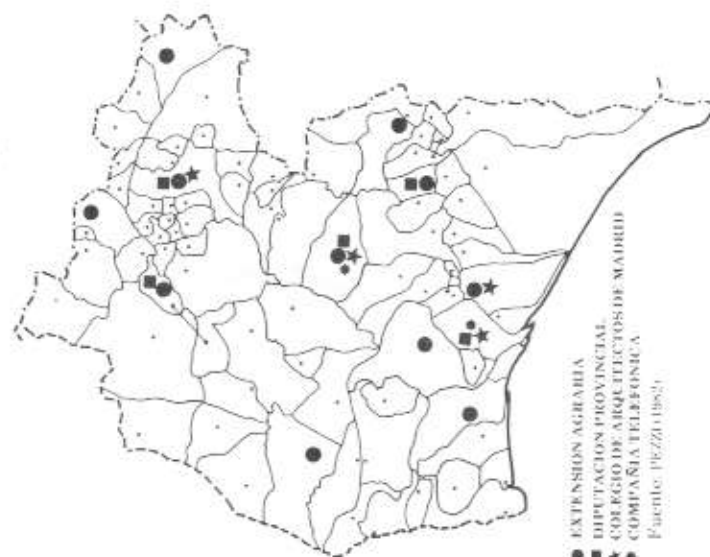 EXTENSION AGRARIA
DIPUTACION PROVINCIAL
COLEGIO DE ARQUITECTOS DE MADRID
COMPAÑIA TELEFONICA
Fuente: PEZZI (1982).